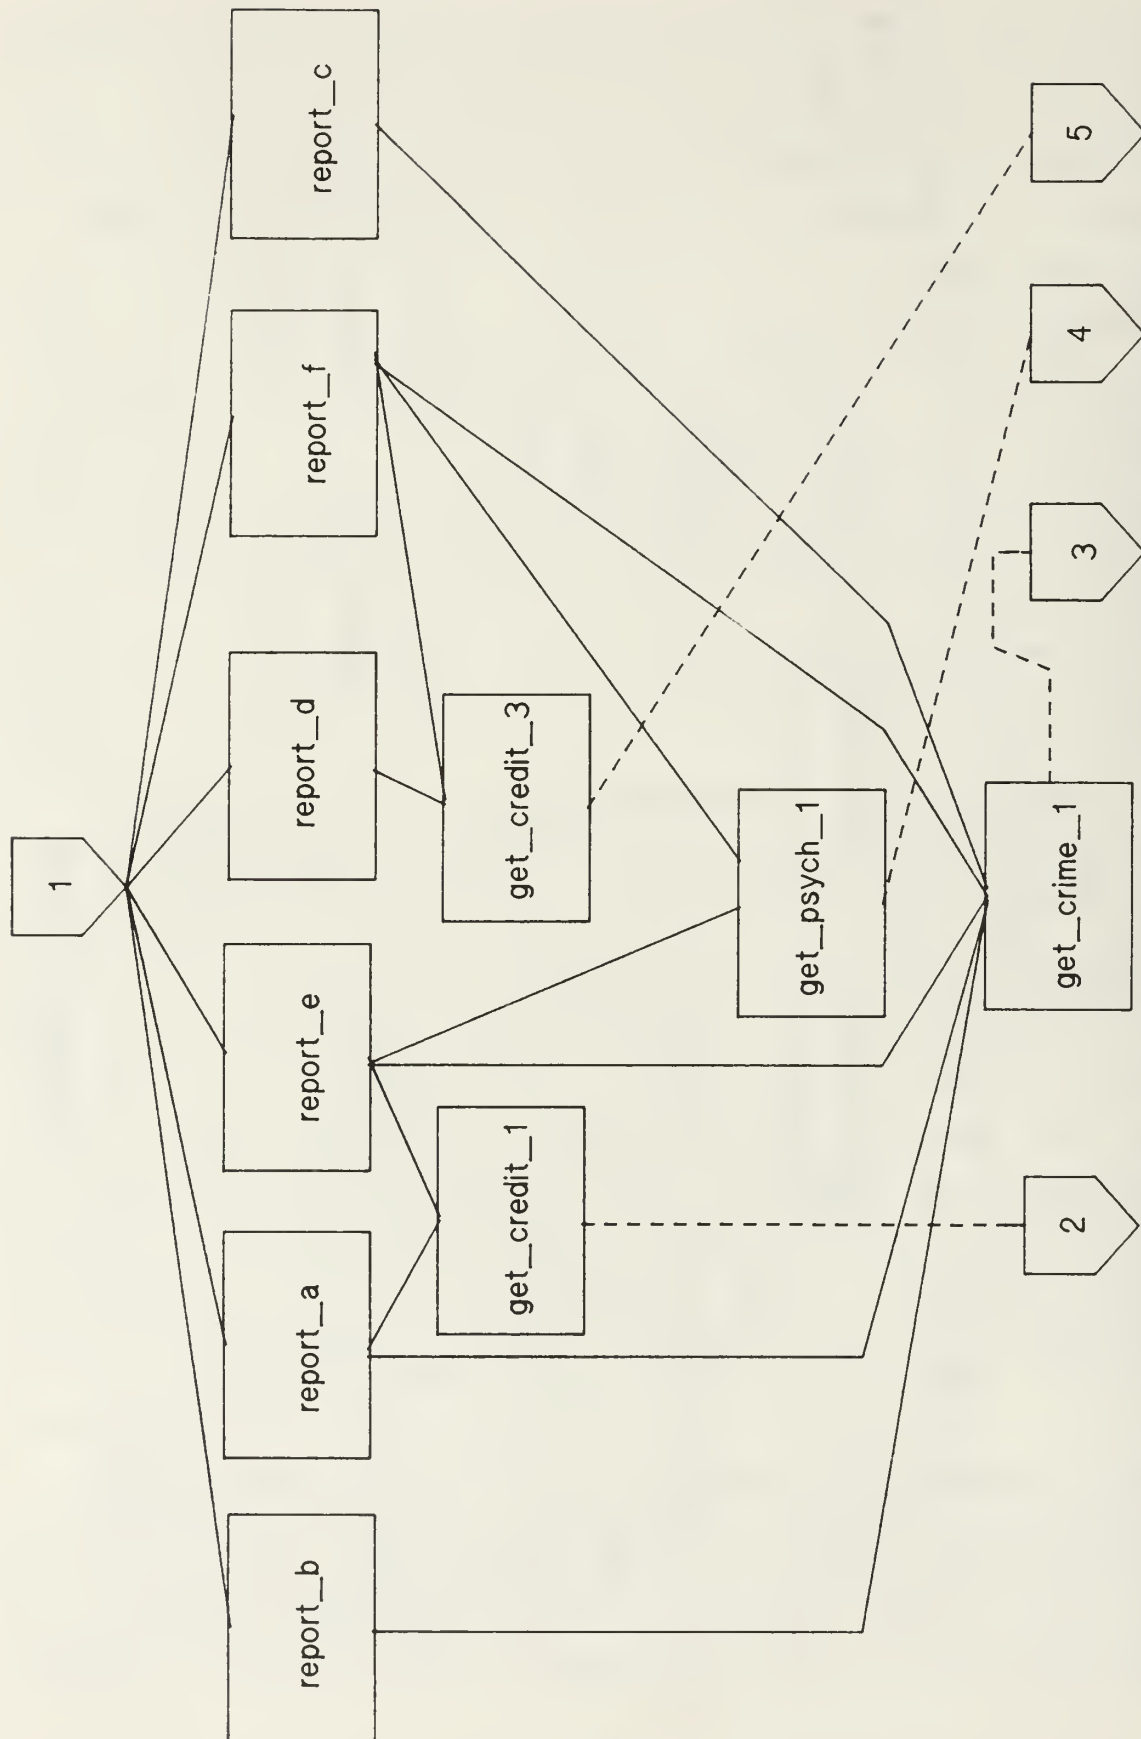 1
report_b
report_a
report_e
report_d
report_f
report_c
get_credit_1
get_credit_3
get_psych_1
get_crime_1
2
3
4
5